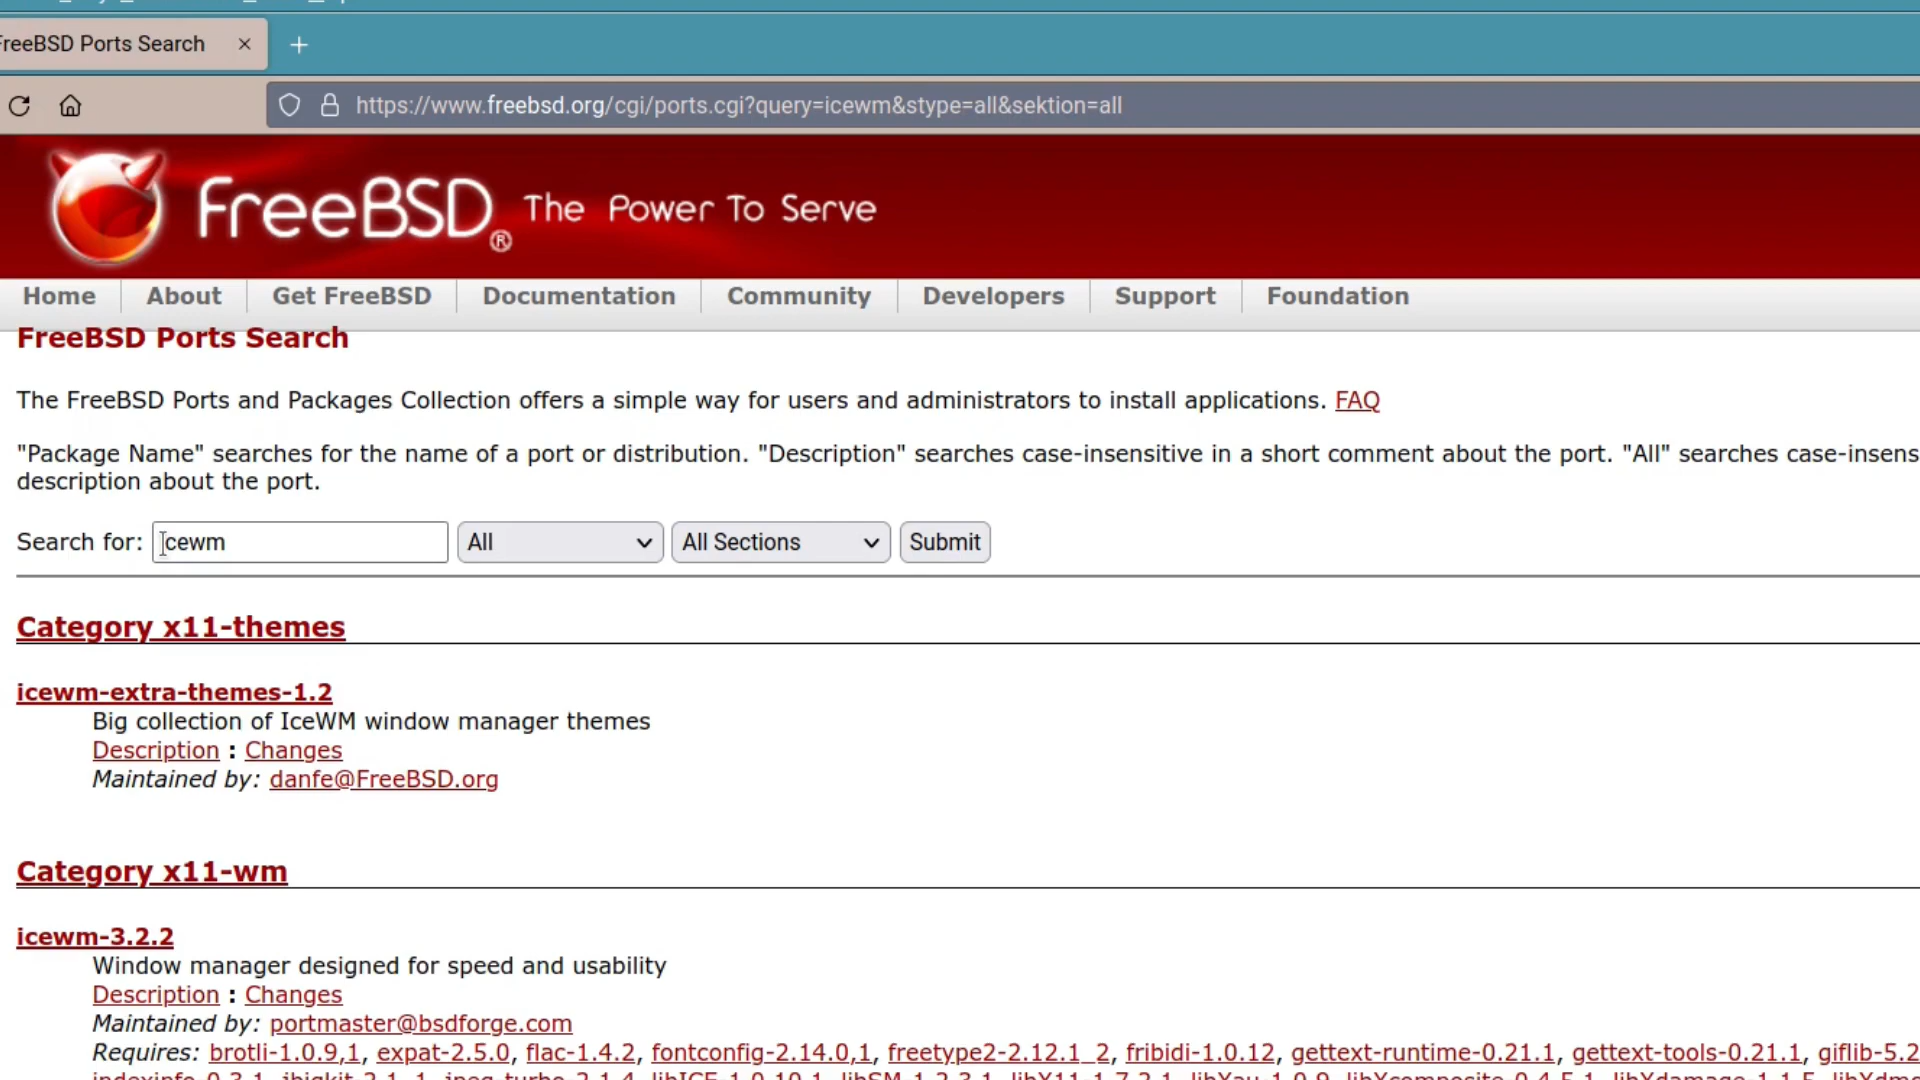 FreeBSD Ports Search
https://www.freebsd.org/cgi/ports.cgi?query=icewm&stype=all&sektion=all
FreeBSD® The Power To Serve
Home About Get FreeBSD Documentation Community Developers Support Foundation
FreeBSD Ports Search
The FreeBSD Ports and Packages Collection offers a simple way for users and administrators to install applications. FAQ
"Package Name" searches for the name of a port or distribution. "Description" searches case-insensitive in a short comment about the port. "All" searches case-insens
description about the port.
Search for: icewm All All Sections Submit
Category x11-themes
icewm-extra-themes-1.2
Big collection of IceWM window manager themes
Description : Changes
Maintained by: danfe@FreeBSD.org
Category x11-wm
icewm-3.2.2
Window manager designed for speed and usability
Description : Changes
Maintained by: portmaster@bsdforge.com
Requires: brotli-1.0.9,1, expat-2.5.0, flac-1.4.2, fontconfig-2.14.0,1, freetype2-2.12.1_2, fribidi-1.0.12, gettext-runtime-0.21.1, gettext-tools-0.21.1, giflib-5.2